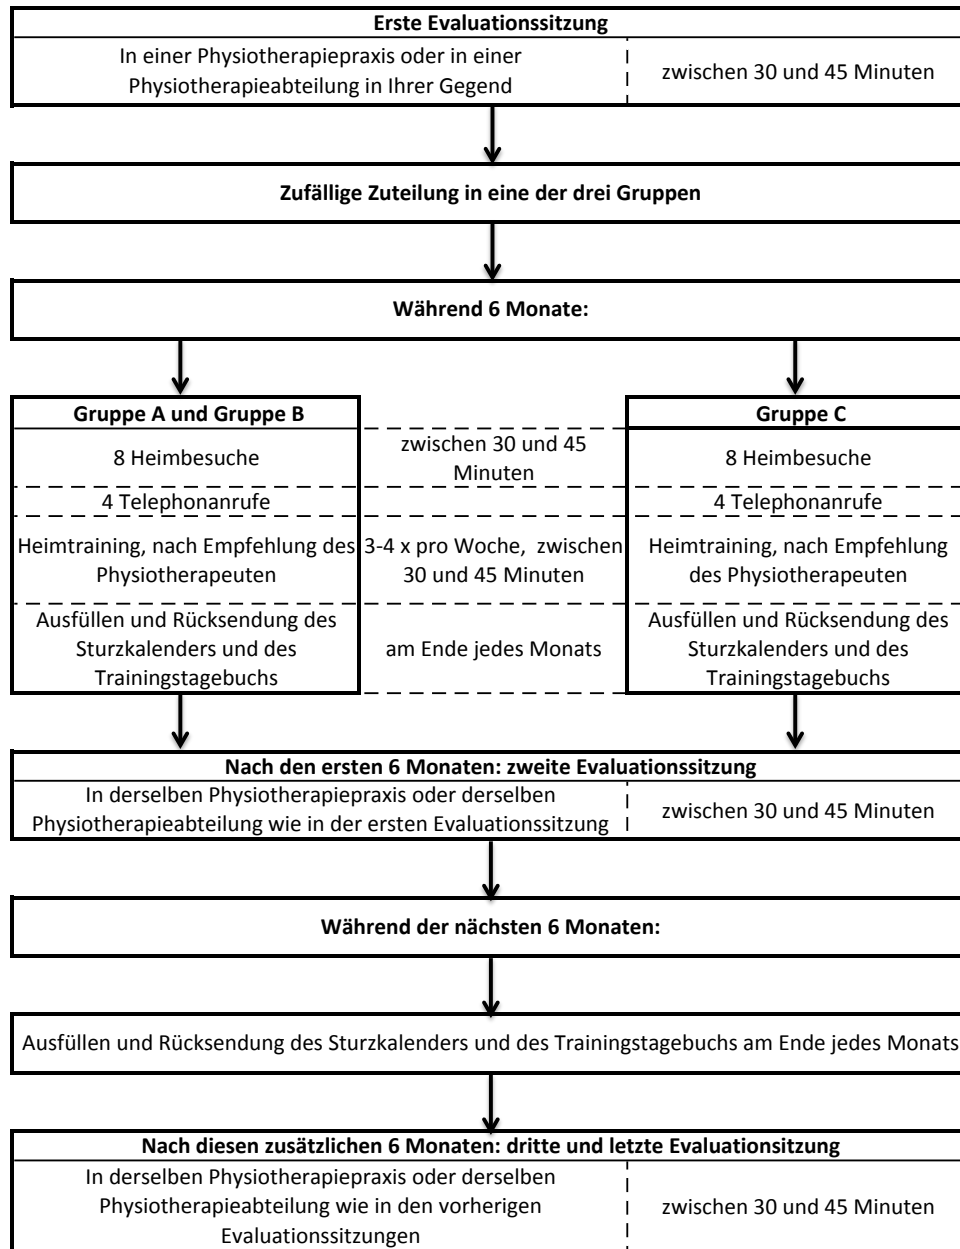 Erste Evaluationssitzung
In einer Physiotherapiepraxis oder in einer
Physiotherapieabteilung in Ihrer Gegend
zwischen 30 und 45 Minuten
Zufällige Zuteilung in eine der drei Gruppen
Während 6 Monate:
Gruppe A und Gruppe B
8 Heimbesuche
4 Telephonanrufe
Heimtraining, nach Empfehlung des
Physiotherapeuten
Ausfüllen und Rücksendung des
Sturzkalenders und des
Trainingstagebuchs
zwischen 30 und 45
Minuten
3-4 x pro Woche, zwischen
30 und 45 Minuten
am Ende jedes Monats
Gruppe C
8 Heimbesuche
4 Telephonanrufe
Heimtraining, nach Empfehlung
des Physiotherapeuten
Ausfüllen und Rücksendung des
Sturzkalenders und des
Trainingstagebuchs
Nach den ersten 6 Monaten: zweite Evaluationssitzung
In derselben Physiotherapiepraxis oder derselben
Physiotherapieabteilung wie in der ersten Evaluationssitzung
zwischen 30 und 45 Minuten
Während der nächsten 6 Monaten:
Ausfüllen und Rücksendung des Sturzkalenders und des Trainingstagebuchs am Ende jedes Monats
Nach diesen zusätzlichen 6 Monaten: dritte und letzte Evaluationsitzung
In derselben Physiotherapiepraxis oder derselben
Physiotherapieabteilung wie in den vorherigen
Evaluationssitzungen
zwischen 30 und 45 Minuten